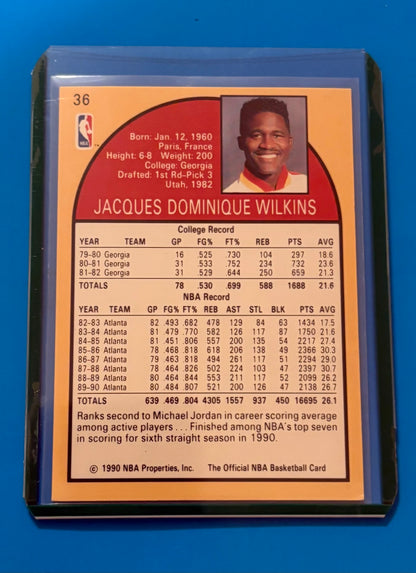 36
NBA
Born: Jan. 12, 1960
Paris, France
Height: 6-8 Weight: 200
College: Georgia
Drafted: 1st Rd-Pick 3
Utah, 1982
JACQUES DOMINIQUE WILKINS
College Record
YEAR TEAM GP FG% FT% REB PTS AVG
79-80 Georgia 16 .525 .730 104 297 18.6
80-81 Georgia 31 .533 .752 234 732 23.6
81-82 Georgia 31 .529 .644 250 659 21.3
TOTALS 78 .530 .699 588 1688 21.6
NBA Record
YEAR TEAM GP FG% FT% REB AST STL BLK PTS AVG
82-83 Atlanta 82 .493 .682 478 129 84 63 1434 17.5
83-84 Atlanta 81 .479 .770 582 126 117 87 1750 21.6
84-85 Atlanta 81 .451 .806 557 200 135 54 2217 27.4
85-86 Atlanta 78 .468 .818 618 206 138 49 2366 30.3
86-87 Atlanta 79 .463 .818 494 261 117 51 2294 29.0
87-88 Atlanta 78 .464 .826 502 224 103 47 2397 30.7
88-89 Atlanta 80 .464 .844 553 211 117 52 2099 26.2
89-90 Atlanta 80 .484 .807 521 200 126 47 2138 26.7
TOTALS 639 .469 .804 4305 1557 937 450 16695 26.1
Ranks second to Michael Jordan in career scoring average
among active players . . . Finished among NBA's top seven
in scoring for sixth straight season in 1990.
© 1990 NBA Properties, Inc. The Official NBA Basketball Card